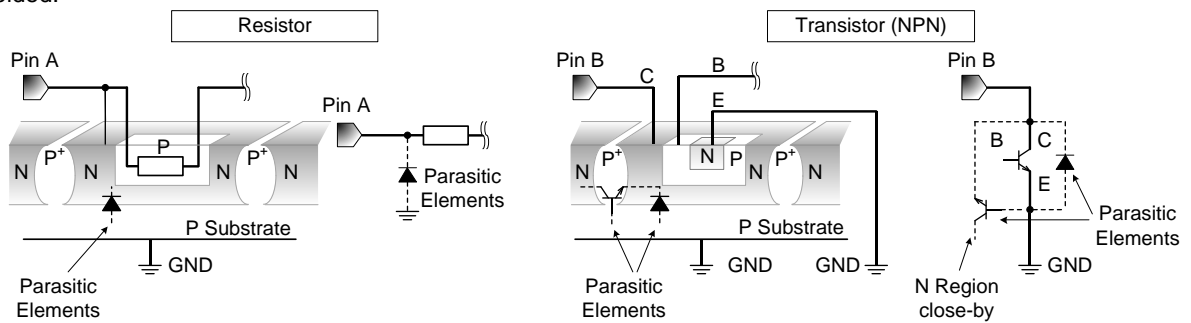 Resistor
Transistor (NPN)
Pin A
Pin A
P
N
P+
N
N
P+
N
Parasitic
Elements
P Substrate
GND
Parasitic
Elements
Pin B
C
B
E
N
P+
N
N
P
N
P+
N
P Substrate
GND
GND
Parasitic
Elements
Pin B
B
C
E
Parasitic
Elements
GND
N Region
close-by